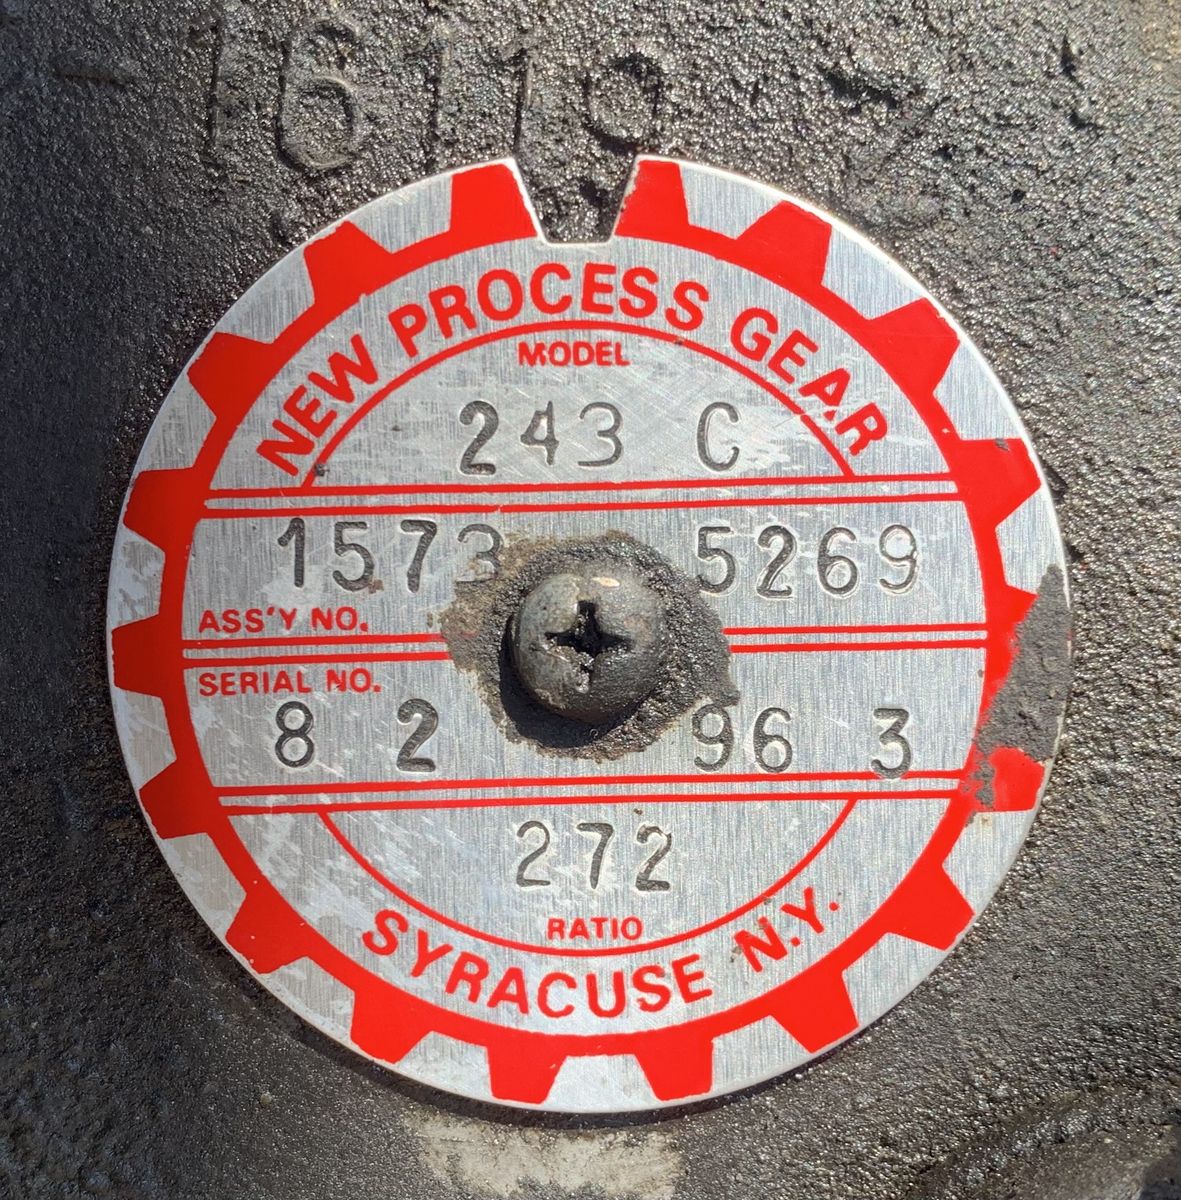 16110
NEW PROCESS GEAR
MODEL
243 C
1573 5269
ASS'Y NO.
SERIAL NO.
8 2 96 3
272
RATIO
SYRACUSE N.Y.